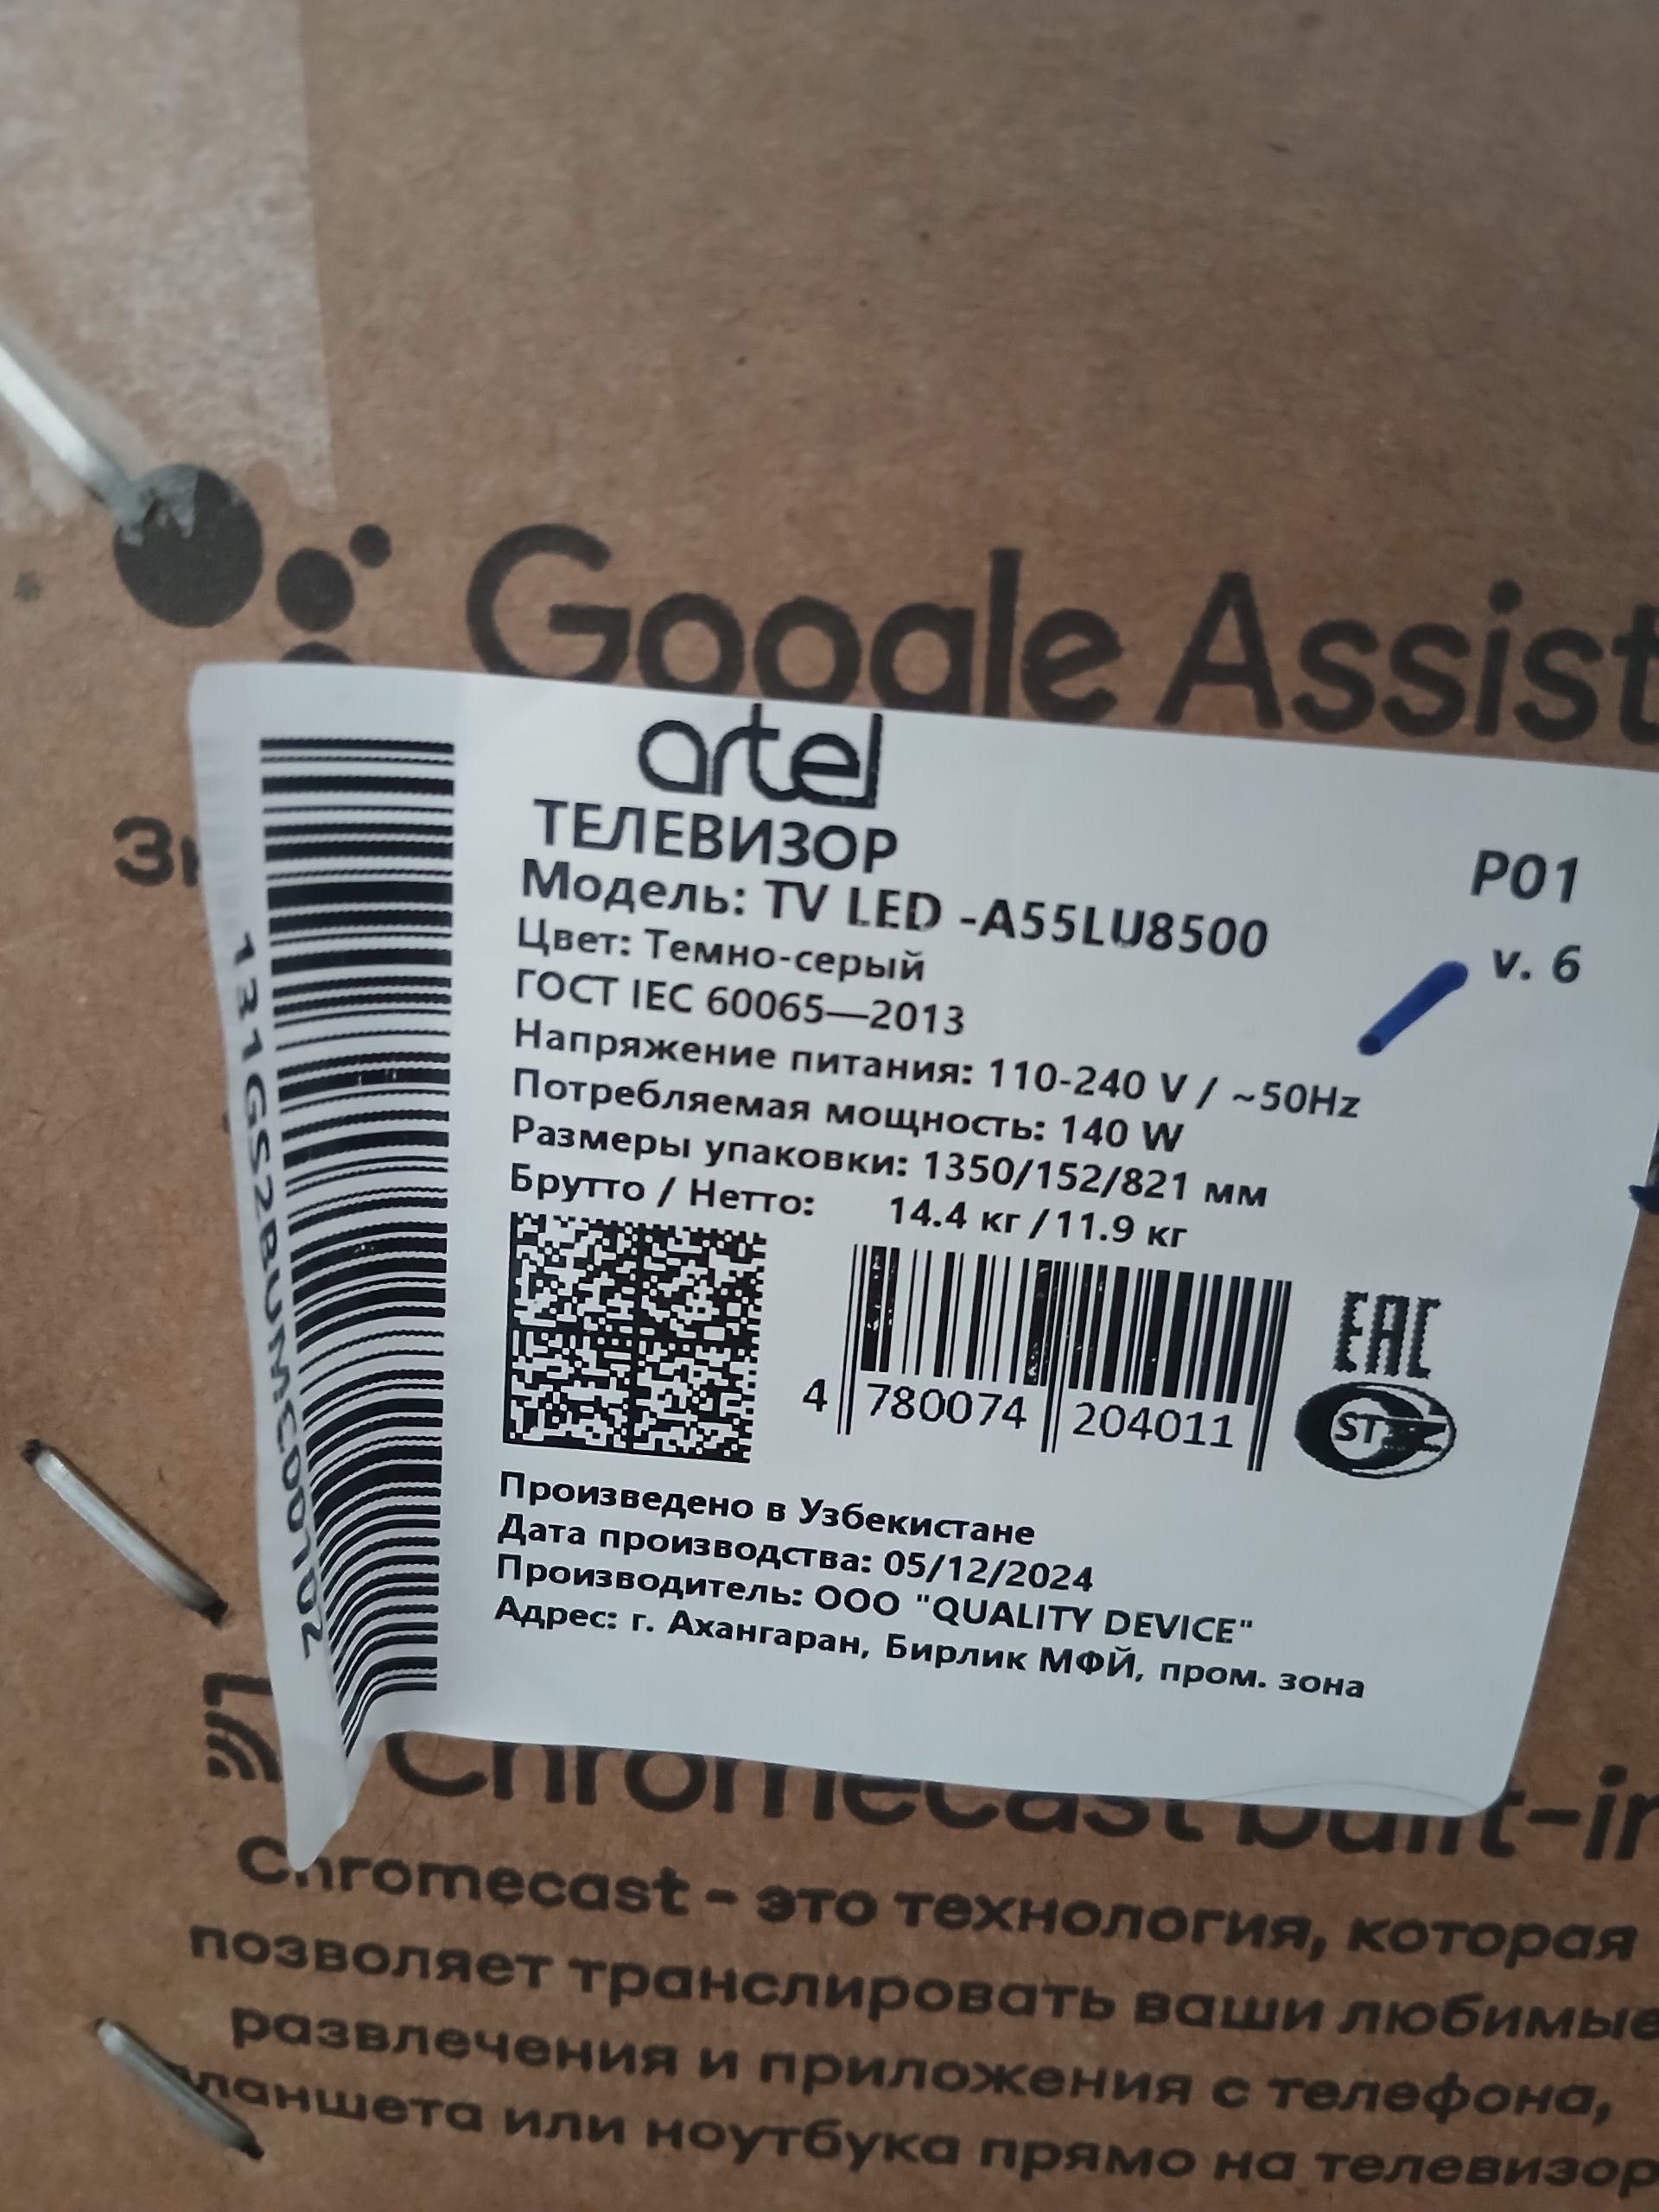 Google Assist
artel
ТЕЛЕВИЗОР
Модель: TV LED -A55LU8500
P01
Цвет: Темно-серый
v. 6
ГОСТ IEC 60065—2013
Напряжение питания: 110-240 V / ~50Hz
Потребляемая мощность: 140 W
Размеры упаковки: 1350/152/821 мм
Брутто / Нетто: 14.4 кг / 11.9 кг
131GS2BUMC00102
4 780074 204011
EAC
ST
Произведено в Узбекистане
Дата производства: 05/12/2024
Производитель: ООО "QUALITY DEVICE"
Адрес: г. Ахангаран, Бирлик МФЙ, пром. зона
Chromecast built-in
Chromecast - это технология, которая
позволяет транслировать ваши любимые
развлечения и приложения с телефона,
планшета или ноутбука прямо на телевизор